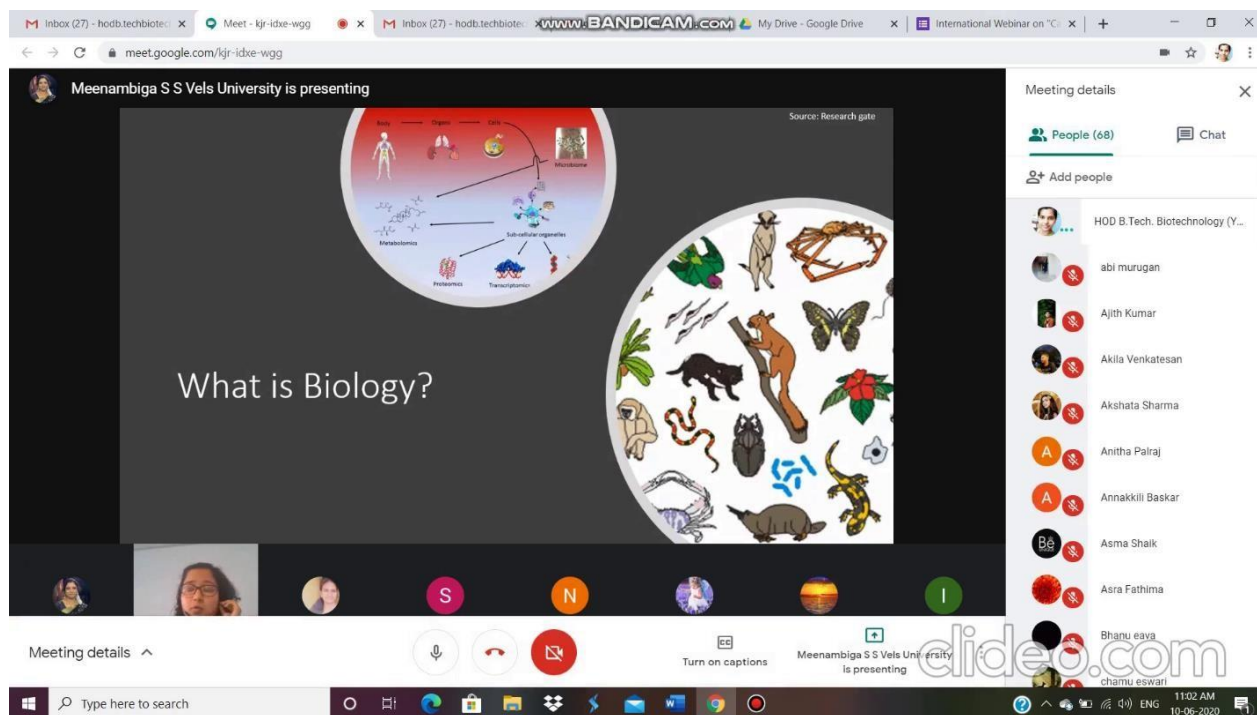 Inbox (27) - hodb.techbiotec
Meet - kjr-idxe-wgg
Inbox (27) - hodb.techbiotec
www.BANDICAM.com
My Drive - Google Drive
International Webinar on "C
meet.google.com/kjr-idxe-wgg
Meenambiga S S Vels University is presenting
Source: Research gate
Body
Organs
Cells
Microbiome
Metabolomics
Sub-cellular organelles
Proteomics
Transcriptomics
What is Biology?
S
N
I
Meeting details
People (68)
Chat
Add people
HOD B.Tech. Biotechnology (Y...
abi murugan
Ajith Kumar
Akila Venkatesan
Akshata Sharma
A
Anitha Palraj
A
Annakkili Baskar
Bē
Asma Shaik
Asra Fathima
Bhanu eava
chamu eswari
Meeting details
CC
Turn on captions
Meenambiga S S Vels University
is presenting
clideo.com
Type here to search
ENG
11:02 AM
10-06-2020